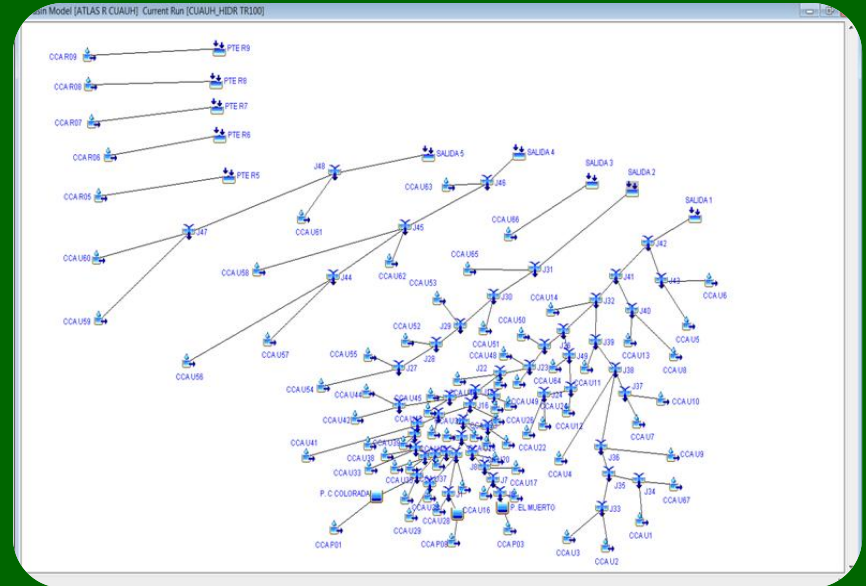 asin Model [ATLAS R CUAUH] Current Run [CUAUH_HIDR TR100]
CCA R09
PTE R9
CCA R08
PTE R8
CCA R07
PTE R7
CCA R06
PTE R6
CCA R05
PTE R5
J48
SALIDA 5
SALIDA 4
SALIDA 3
SALIDA 2
SALIDA 1
CCA U63
J46
CCA U61
J47
CCA U66
J45
CCA U60
CCA U58
CCA U62
CCA U65
J31
J42
J44
CCA U53
J30
CCA U14
J41
J43
CCA U6
J32
CCA U59
CCA U52
J29
CCA U50
J40
CCA U5
CCA U57
J28
CCA U51
J26
J39
CCA U13
CCA U8
CCA U56
CCA U55
J27
CCA U48
J49
J22
J23
J38
CCA U64
CCA U54
CCA U44
CCA U11
J24
J37
CCA U10
CCA U42
CCA U45
J16
CCA U49
CCA U12
CCA U7
CCA U41
CCA U26
CCA U22
J36
CCA U9
CCA U38
CCA U4
CCA U33
CCA U17
J35
J34
CCA U67
P. C COLORADA
J7
P. EL MUERTO
CCA U16
J33
CCA U28
CCA U1
CCA P01
CCA U29
CCA P03
CCA U3
CCA U2